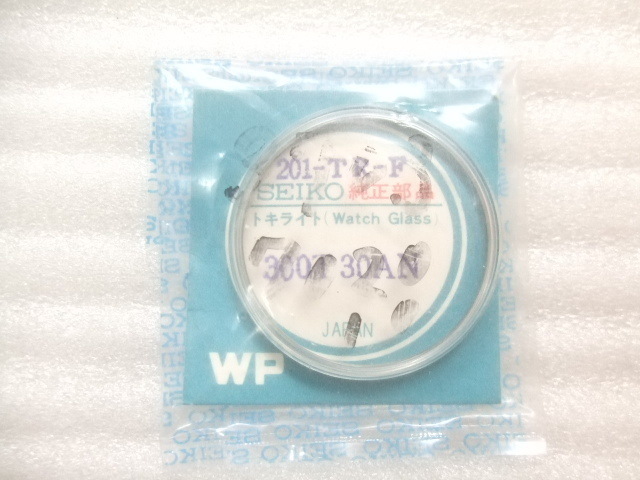 201-TR-F
SEIKO 純正部品
トキライト(Watch Glass)
300T30AN
JAPAN
WP